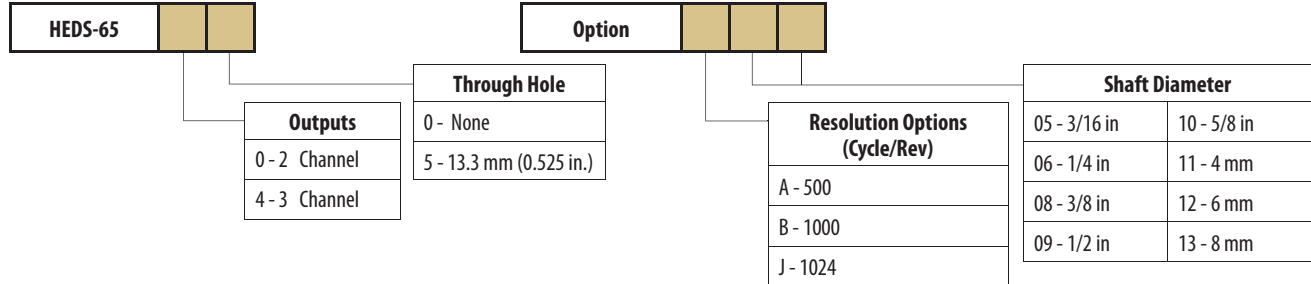 HEDS-65
Option
Through Hole
0 - None
5 - 13.3 mm (0.525 in.)
Outputs
0 - 2 Channel
4 - 3 Channel
Resolution Options
(Cycle/Rev)
A - 500
B - 1000
J - 1024
Shaft Diameter
05 - 3/16 in 10 - 5/8 in
06 - 1/4 in 11 - 4 mm
08 - 3/8 in 12 - 6 mm
09 - 1/2 in 13 - 8 mm